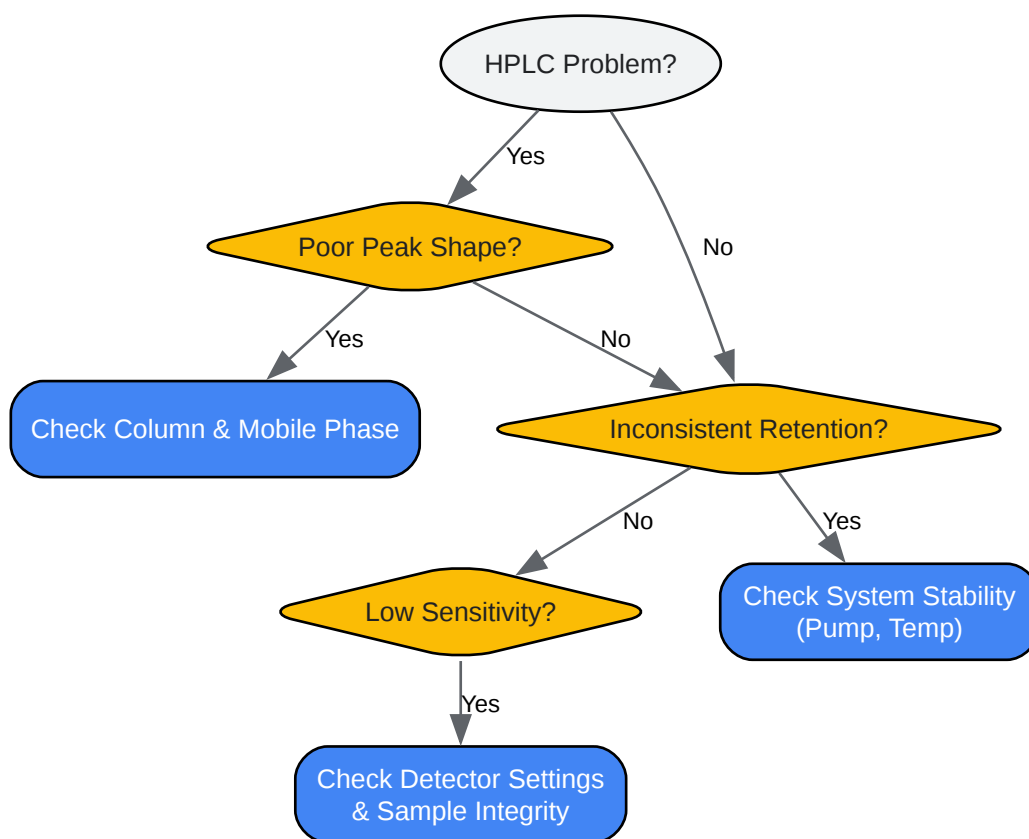 HPLC Problem?
Yes
Poor Peak Shape?
No
Yes
No
Check Column & Mobile Phase
Inconsistent Retention?
No
Yes
Low Sensitivity?
Check System Stability
(Pump, Temp)
Yes
Check Detector Settings
& Sample Integrity